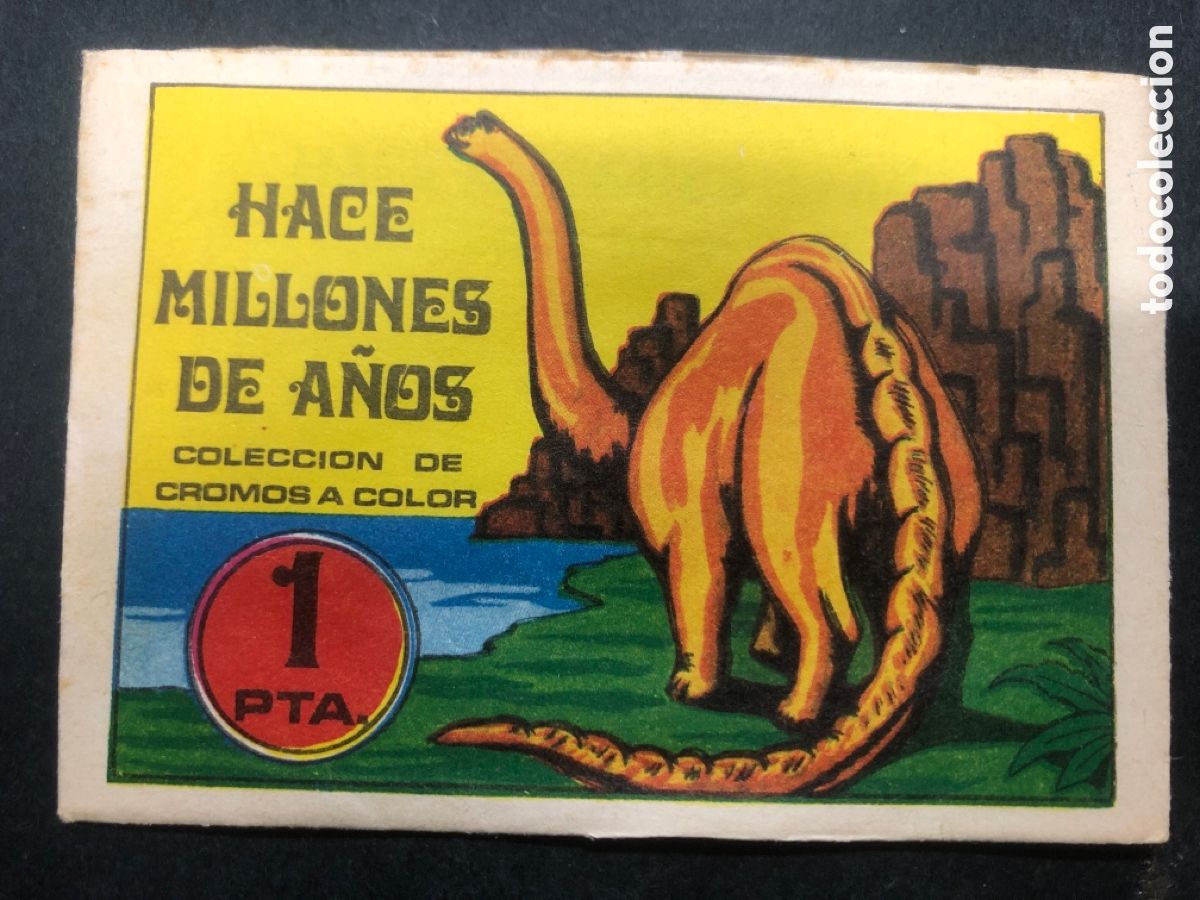 HACE
MILLONES
DE AÑOS
COLECCION DE
CROMOS A COLOR
1
PTA.
todocoleccion